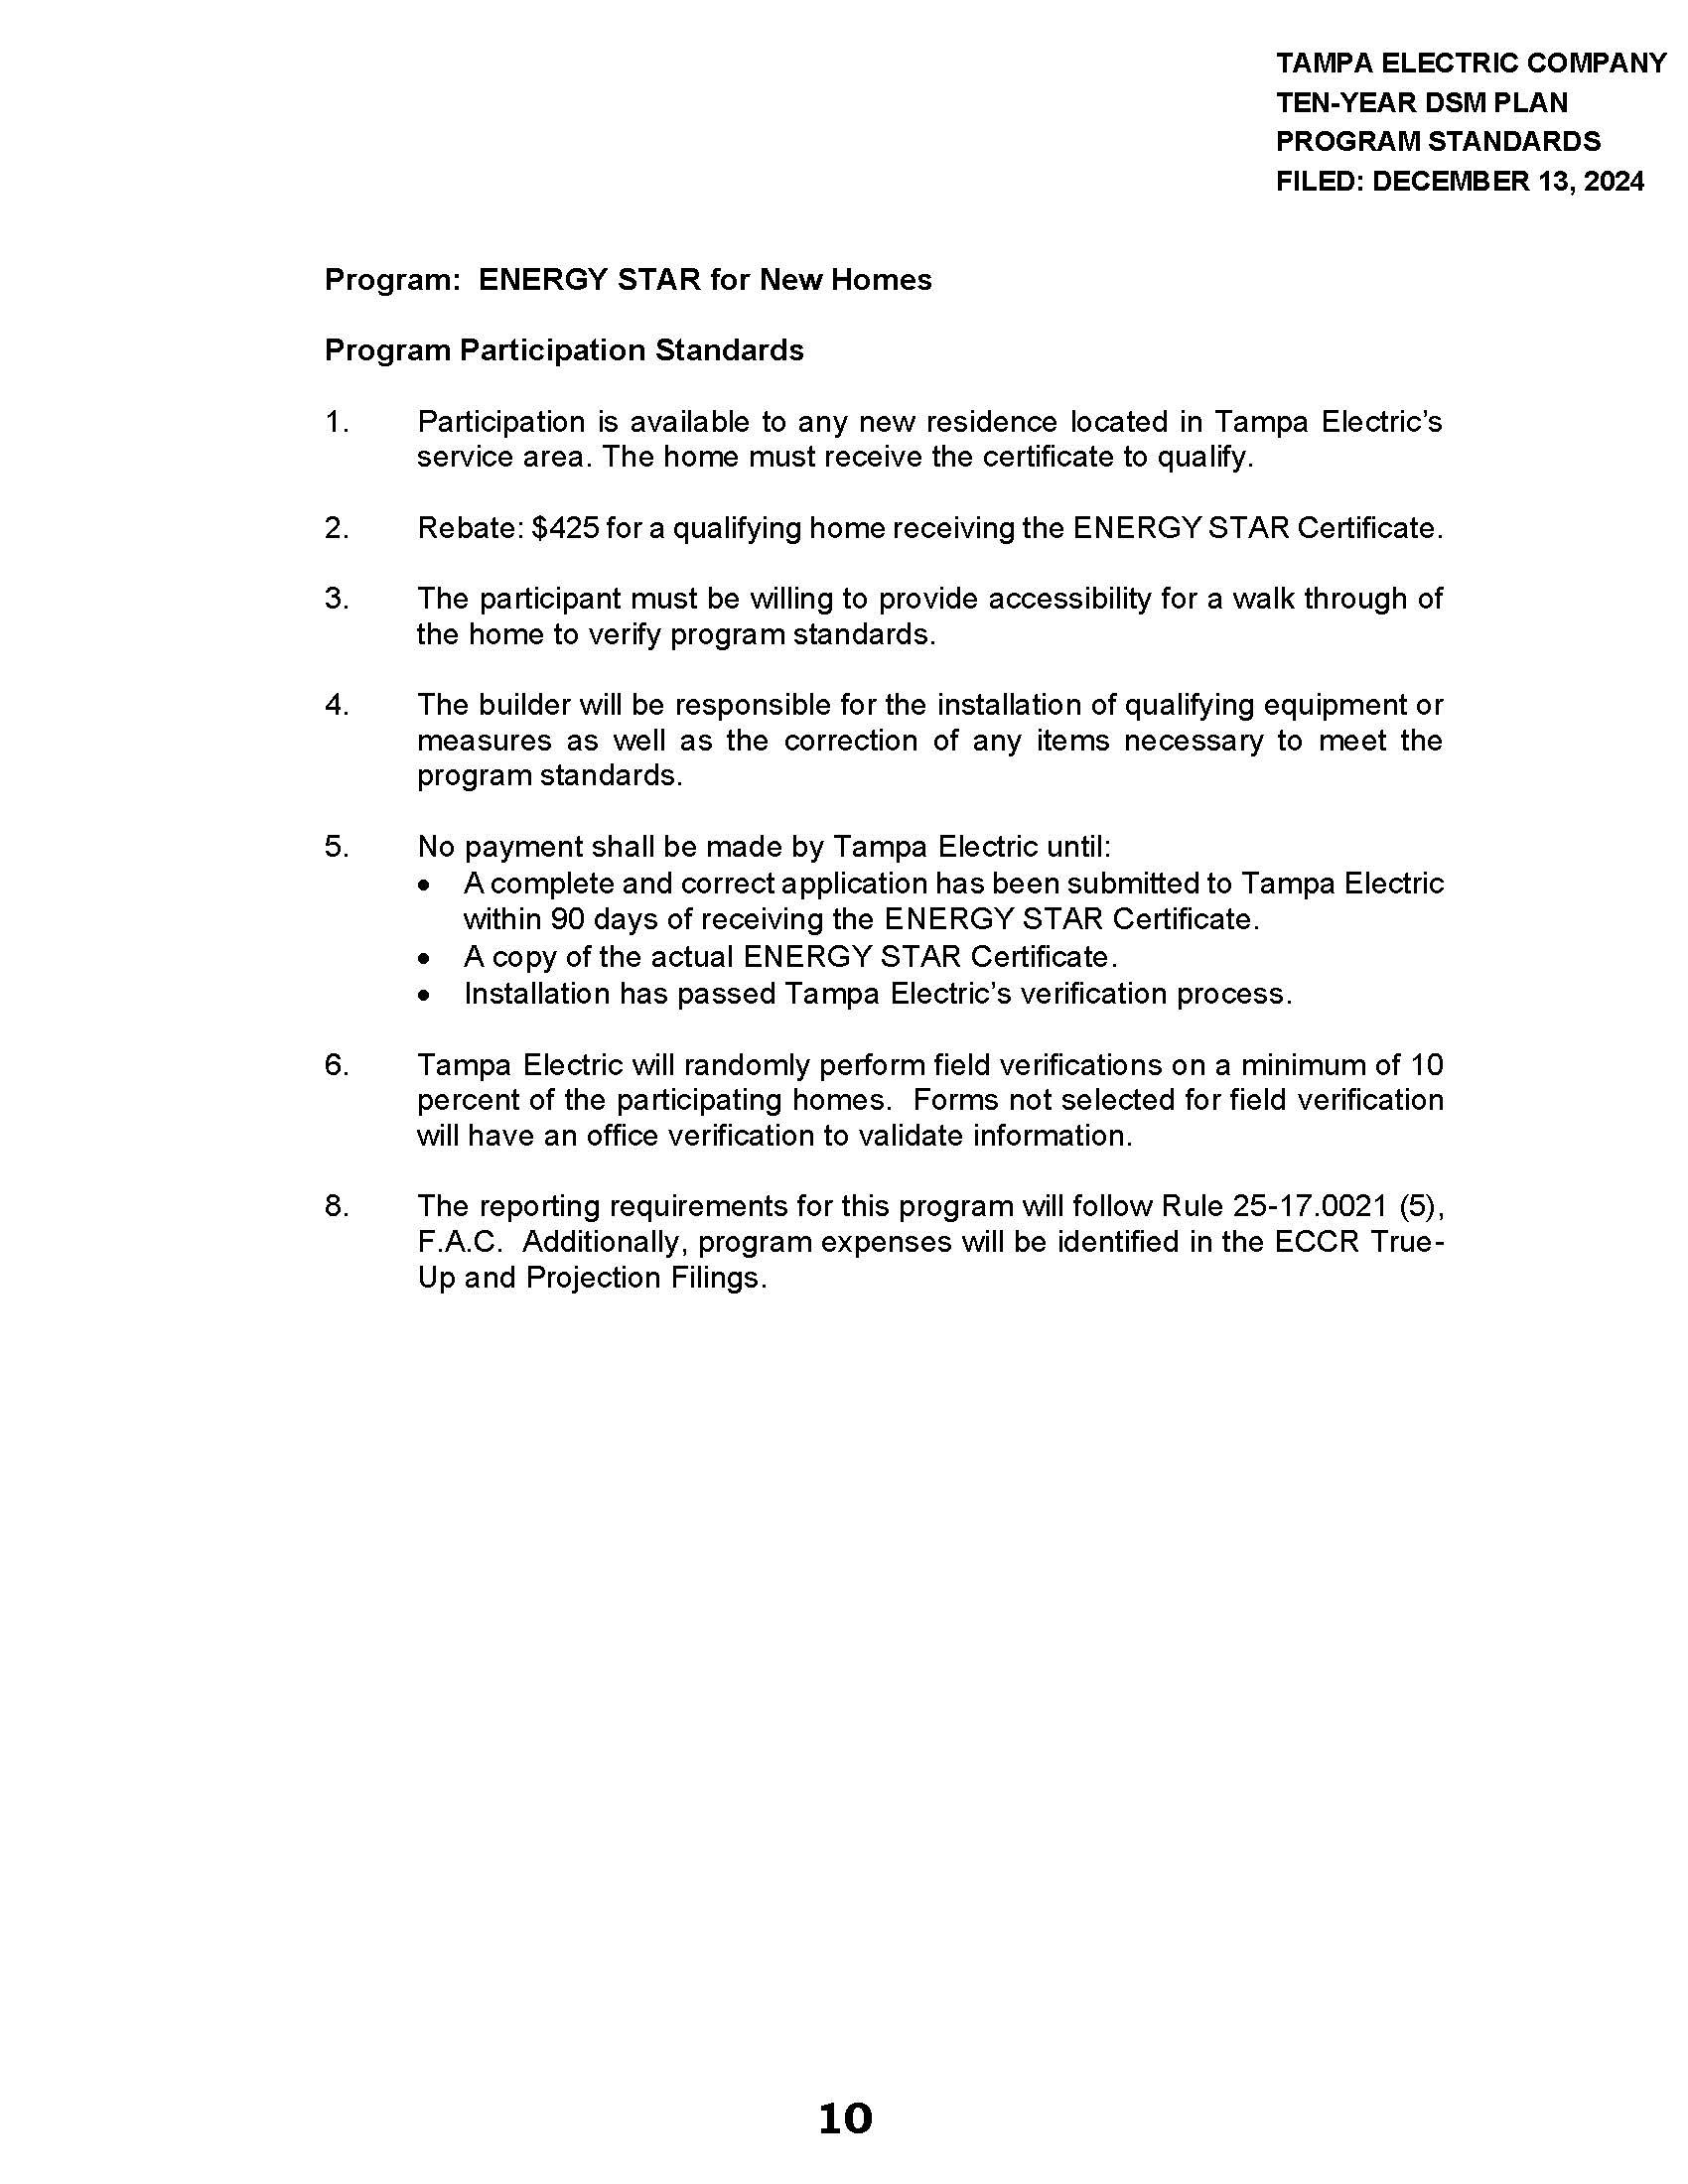 TAMPA ELECTRIC COMPANY
TEN-YEAR DSM PLAN
PROGRAM STANDARDS
FILED: DECEMBER 13, 2024
Program: ENERGY STAR for New Homes
Program Participation Standards
1. Participation is available to any new residence located in Tampa Electric’s
service area. The home must receive the certificate to qualify.
2. Rebate: $425 for a qualifying home receiving the ENERGY STAR Certificate.
3. The participant must be willing to provide accessibility for a walk through of
the home to verify program standards.
4. The builder will be responsible for the installation of qualifying equipment or
measures as well as the correction of any items necessary to meet the
program standards.
5. No payment shall be made by Tampa Electric until:
• A complete and correct application has been submitted to Tampa Electric
within 90 days of receiving the ENERGY STAR Certificate.
• A copy of the actual ENERGY STAR Certificate.
• Installation has passed Tampa Electric’s verification process.
6. Tampa Electric will randomly perform field verifications on a minimum of 10
percent of the participating homes. Forms not selected for field verification
will have an office verification to validate information.
8. The reporting requirements for this program will follow Rule 25-17.0021 (5),
F.A.C. Additionally, program expenses will be identified in the ECCR True-
Up and Projection Filings.
10